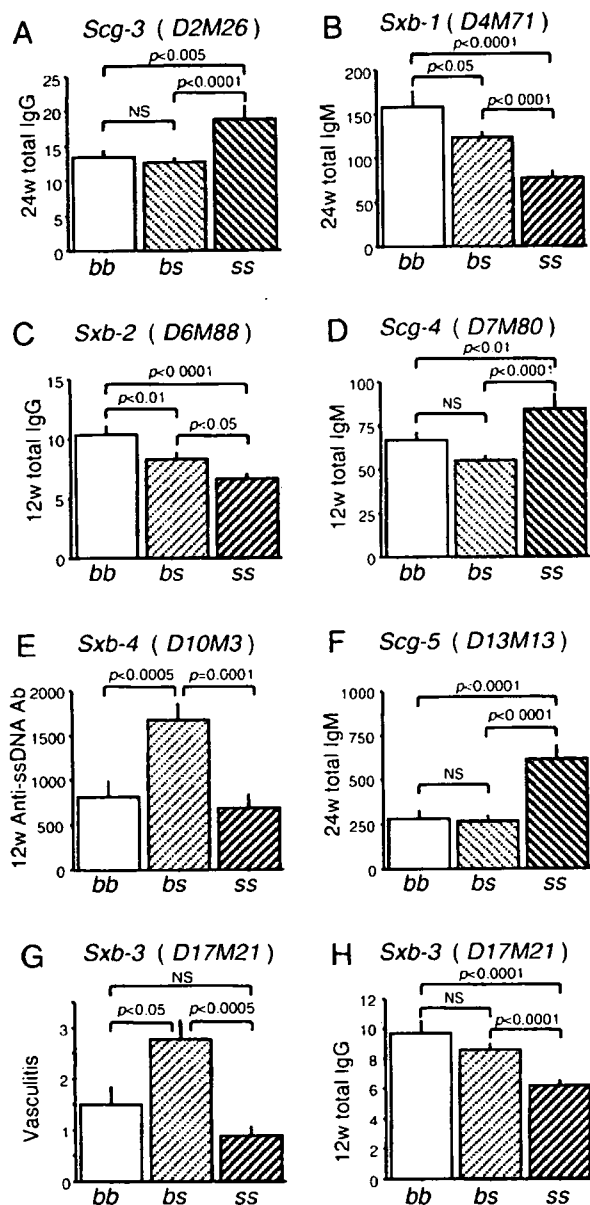 A Scg-3 ( D2M26 )
p<0.005
p<0.0001
NS
24w total IgG
25
20
15
10
5
0
bb bs ss
B Sxb-1 ( D4M71 )
p<0.0001
p<0.05
p<0 0001
24w total IgM
200
150
100
50
0
bb bs ss
C Sxb-2 ( D6M88 )
p<0 0001
p<0.01
p<0.05
12w total IgG
15
10
5
0
bb bs ss
D Scg-4 ( D7M80 )
p<0.01
p<0.0001
NS
12w total IgM
100
75
50
25
0
bb bs ss
E Sxb-4 ( D10M3 )
p<0.0005 p=0.0001
12w Anti-ssDNA Ab
2000
1500
1000
500
0
bb bs ss
F Scg-5 ( D13M13 )
p<0.0001
p<0 0001
NS
24w total IgM
1000
750
500
250
0
bb bs ss
G Sxb-3 ( D17M21 )
NS
p<0.05 p<0.0005
Vasculitis
3
2
1
0
bb bs ss
H Sxb-3 ( D17M21 )
p<0.0001
NS
p<0.0001
12w total IgG
12
10
8
6
4
2
0
bb bs ss